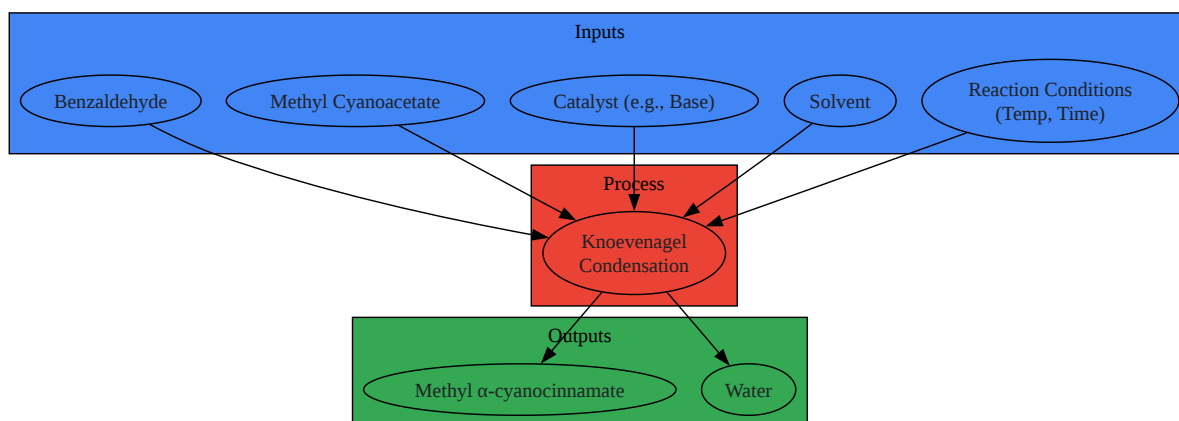 Inputs
Benzaldehyde
Methyl Cyanoacetate
Catalyst (e.g., Base)
Solvent
Reaction Conditions
(Temp, Time)
Process
Knoevenagel
Condensation
Outputs
Methyl α-cyanocinnamate
Water